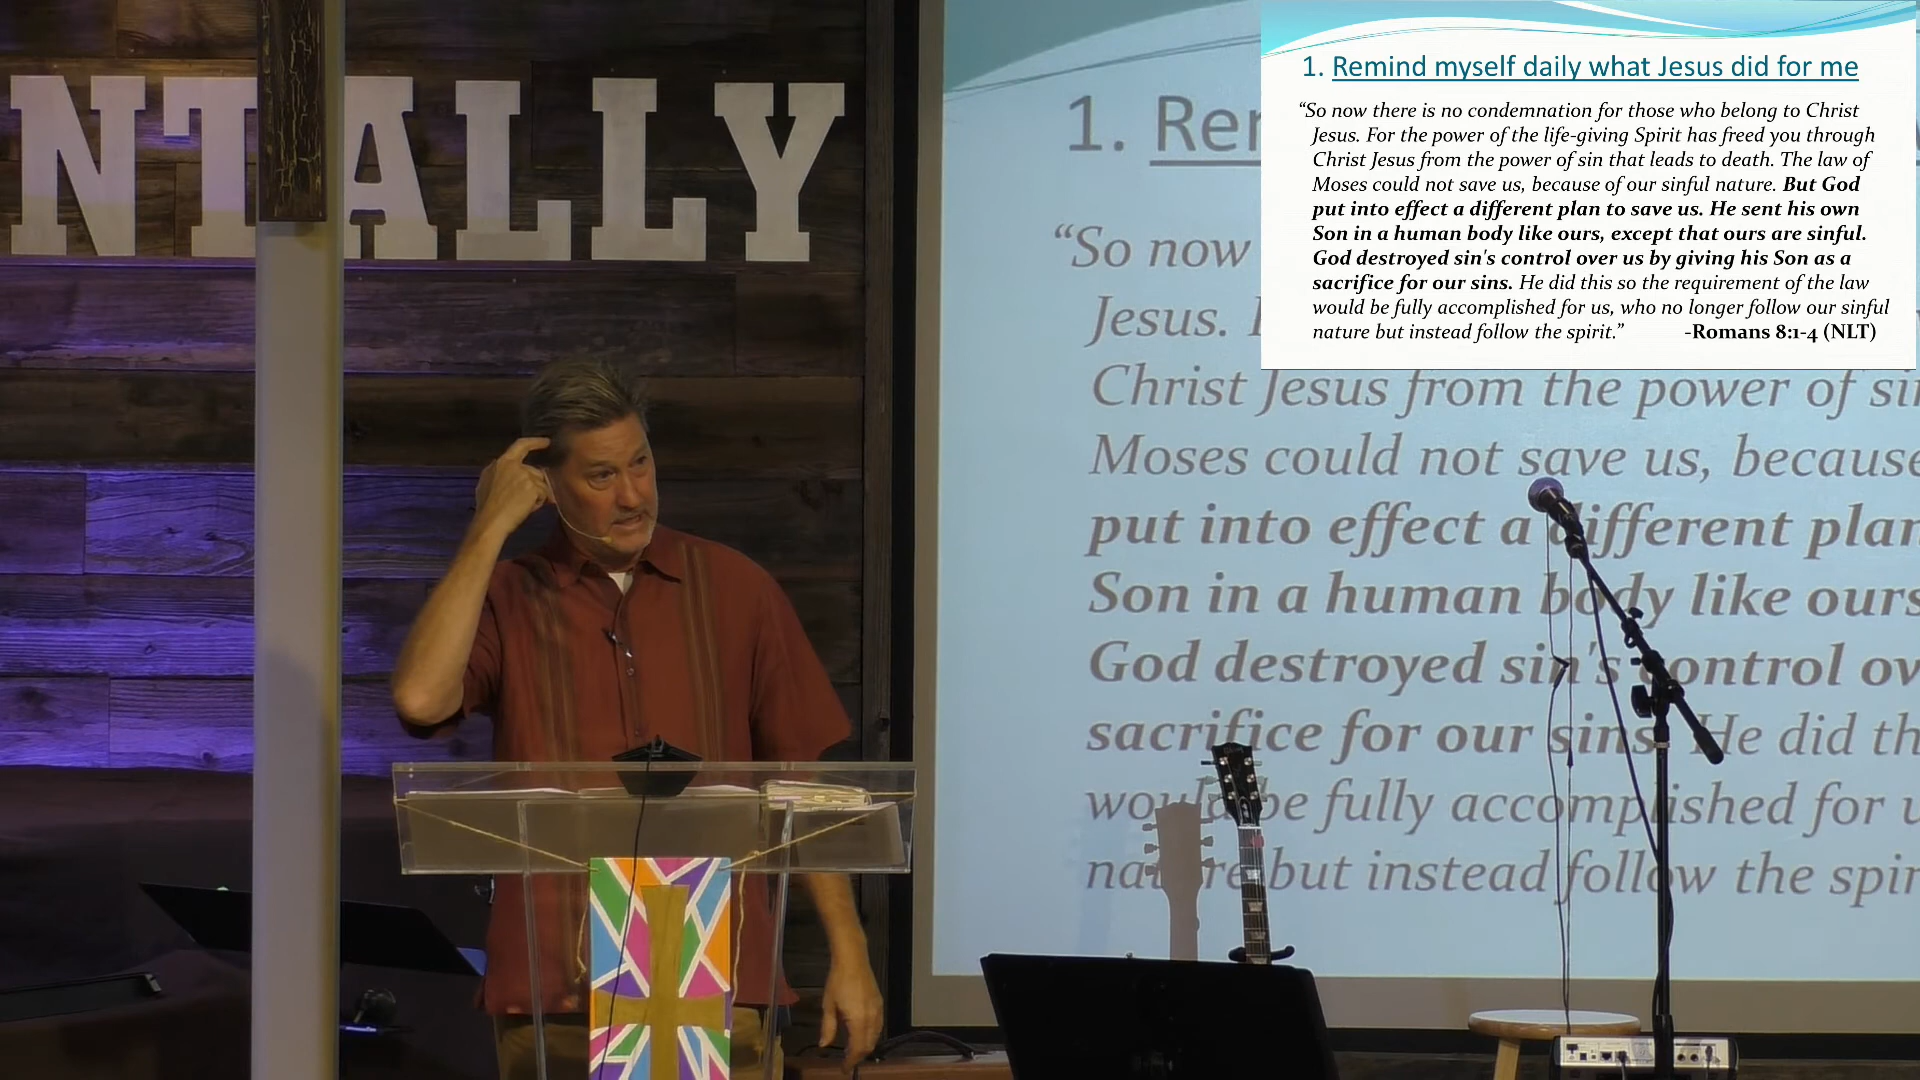 NTALLY
1. Remind myself daily what Jesus did for me
“So now there is no condemnation for those who belong to Christ
Jesus. For the power of the life-giving Spirit has freed you through
Christ Jesus from the power of sin that leads to death. The law of
Moses could not save us, because of our sinful nature. But God
put into effect a different plan to save us. He sent his own
Son in a human body like ours, except that ours are sinful.
God destroyed sin's control over us by giving his Son as a
sacrifice for our sins. He did this so the requirement of the law
would be fully accomplished for us, who no longer follow our sinful
nature but instead follow the spirit.” -Romans 8:1-4 (NLT)
1. Rem
“So now
Jesus.
Christ Jesus from the power of sin
Moses could not save us, because
put into effect a different plan
Son in a human body like ours
God destroyed sin's control ov
sacrifice for our sins. He did th
would be fully accomplished for u
nature but instead follow the spir